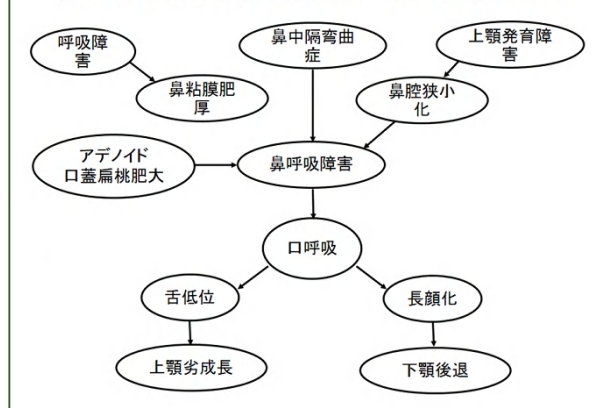 呼吸障
害
鼻中隔弯曲
症
上顎発育障
害
鼻粘膜肥
厚
鼻腔狭小
化
アデノイド
口蓋扁桃肥大
鼻呼吸障害
口呼吸
舌低位
長顔化
上顎劣成長
下顎後退